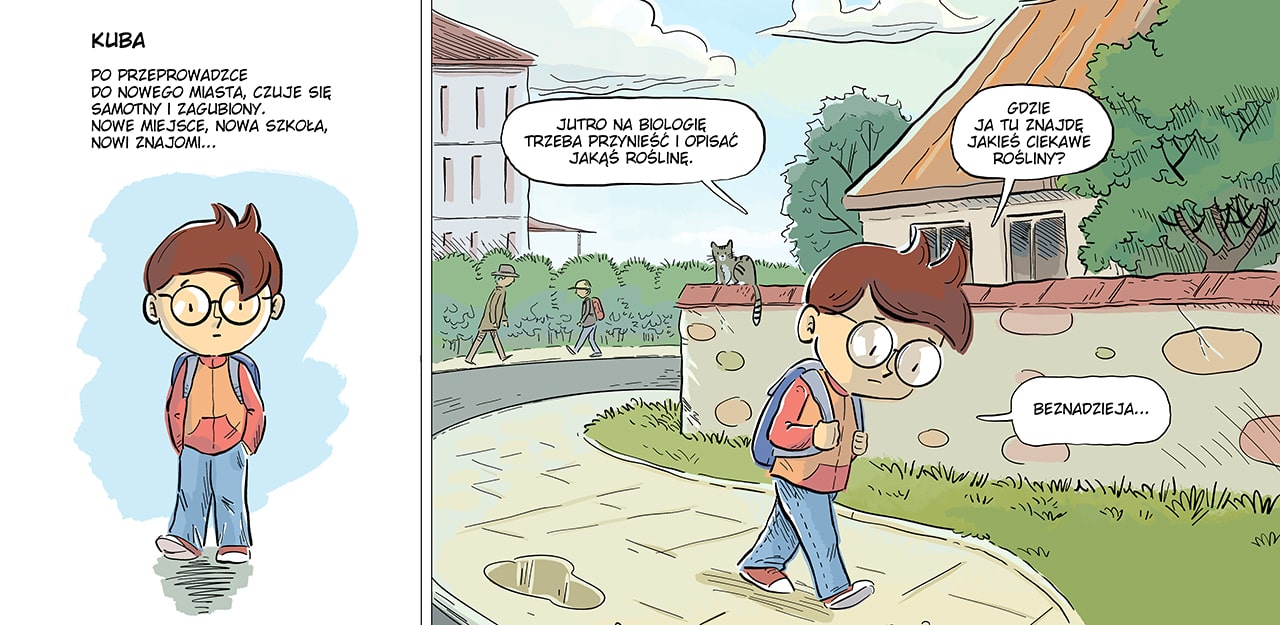 KUBA
PO PRZEPROWADZCE
DO NOWEGO MIASTA, CZUJE SIĘ
SAMOTNY I ZAGUBIONY.
NOWE MIEJSCE, NOWA SZKOŁA,
NOWI ZNAJOMI...
JUTRO NA BIOLOGIĘ
TRZEBA PRZYNIEŚĆ I OPISAĆ
JAKĄŚ ROŚLINĘ.
GDZIE
JA TU ZNAJDĘ
JAKIEŚ CIEKAWE
ROŚLINY?
BEZNADZIEJA...